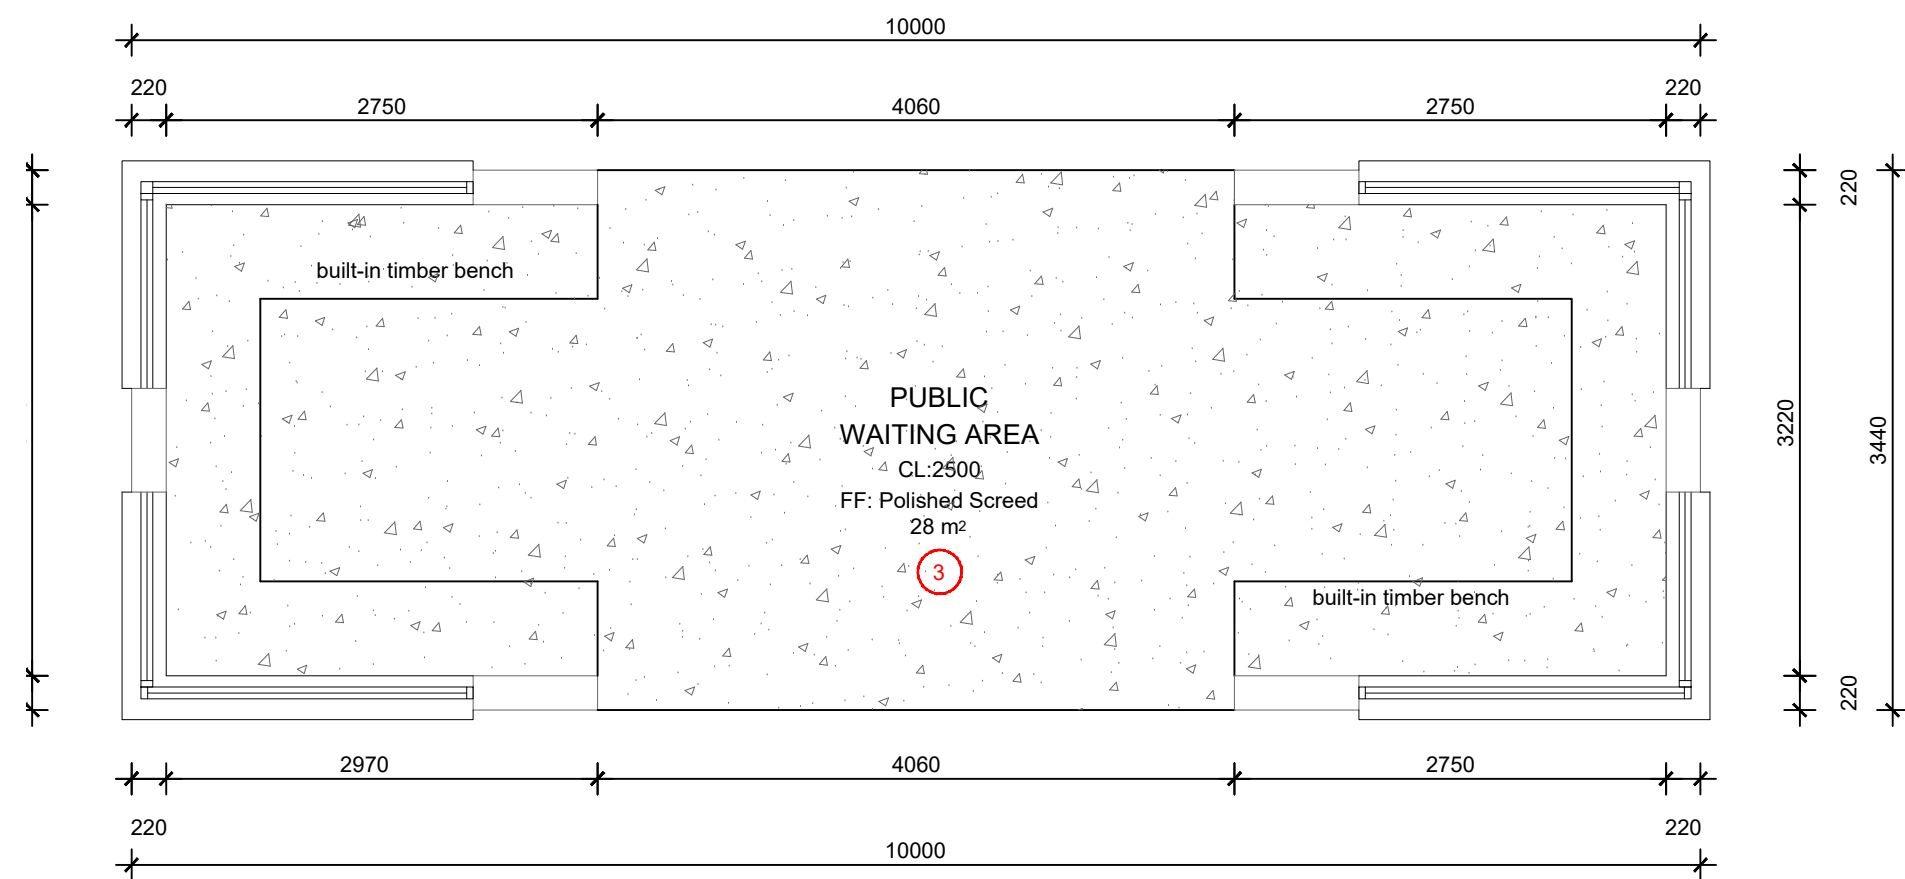 10000
220
2750
4060
2750
220
220
built-in timber bench
PUBLIC
WAITING AREA
CL:2500
FF: Polished Screed
28 m2
3
3220
3440
built-in timber bench
220
2970
4060
2750
220
220
10000